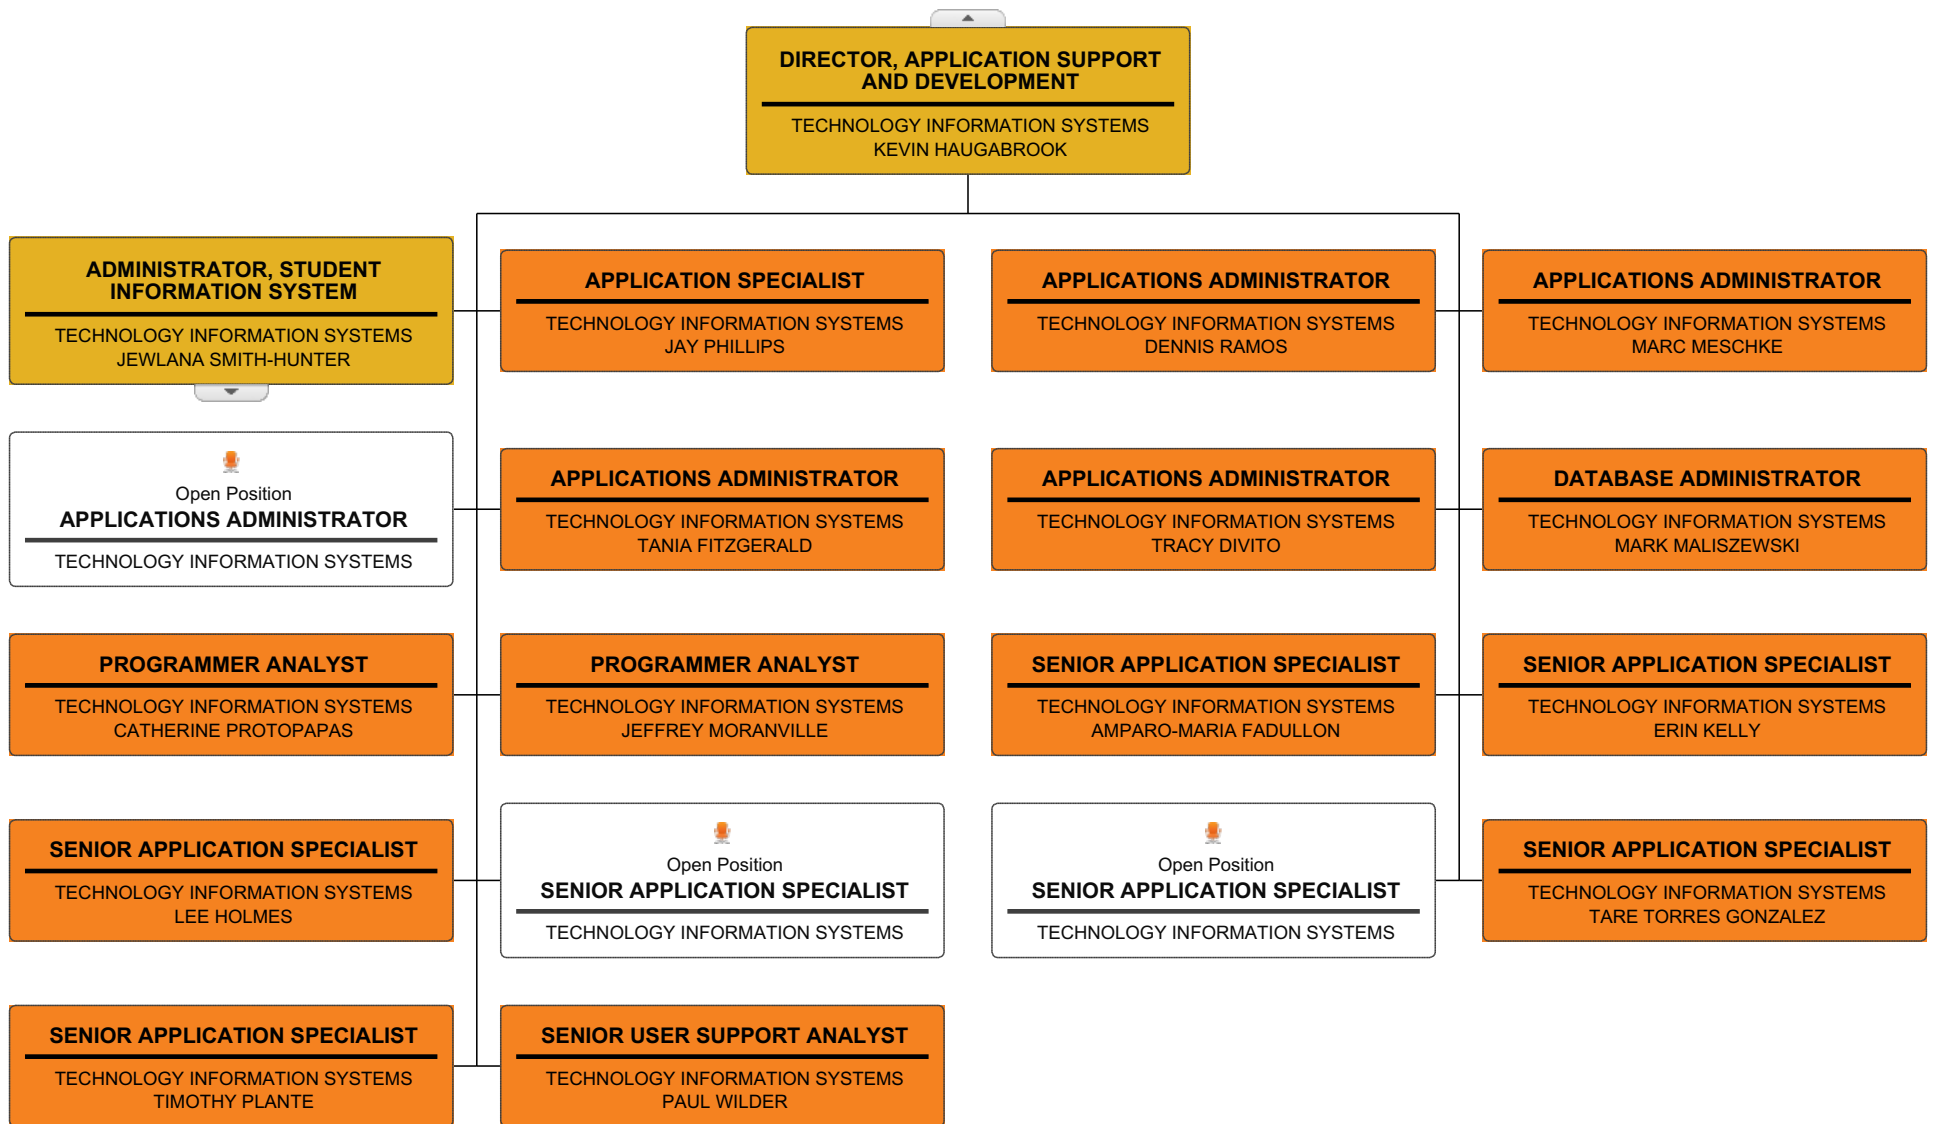 DIRECTOR, APPLICATION SUPPORT
AND DEVELOPMENT
TECHNOLOGY INFORMATION SYSTEMS
KEVIN HAUGABROOK
ADMINISTRATOR, STUDENT
INFORMATION SYSTEM
TECHNOLOGY INFORMATION SYSTEMS
JEWLANA SMITH-HUNTER
APPLICATION SPECIALIST
TECHNOLOGY INFORMATION SYSTEMS
JAY PHILLIPS
APPLICATIONS ADMINISTRATOR
TECHNOLOGY INFORMATION SYSTEMS
DENNIS RAMOS
APPLICATIONS ADMINISTRATOR
TECHNOLOGY INFORMATION SYSTEMS
MARC MESCHKE
Open Position
APPLICATIONS ADMINISTRATOR
TECHNOLOGY INFORMATION SYSTEMS
APPLICATIONS ADMINISTRATOR
TECHNOLOGY INFORMATION SYSTEMS
TANIA FITZGERALD
APPLICATIONS ADMINISTRATOR
TECHNOLOGY INFORMATION SYSTEMS
TRACY DIVITO
DATABASE ADMINISTRATOR
TECHNOLOGY INFORMATION SYSTEMS
MARK MALISZEWSKI
PROGRAMMER ANALYST
TECHNOLOGY INFORMATION SYSTEMS
CATHERINE PROTOPAPAS
PROGRAMMER ANALYST
TECHNOLOGY INFORMATION SYSTEMS
JEFFREY MORANVILLE
SENIOR APPLICATION SPECIALIST
TECHNOLOGY INFORMATION SYSTEMS
AMPARO-MARIA FADULLON
SENIOR APPLICATION SPECIALIST
TECHNOLOGY INFORMATION SYSTEMS
ERIN KELLY
SENIOR APPLICATION SPECIALIST
TECHNOLOGY INFORMATION SYSTEMS
LEE HOLMES
Open Position
SENIOR APPLICATION SPECIALIST
TECHNOLOGY INFORMATION SYSTEMS
Open Position
SENIOR APPLICATION SPECIALIST
TECHNOLOGY INFORMATION SYSTEMS
SENIOR APPLICATION SPECIALIST
TECHNOLOGY INFORMATION SYSTEMS
TARE TORRES GONZALEZ
SENIOR APPLICATION SPECIALIST
TECHNOLOGY INFORMATION SYSTEMS
TIMOTHY PLANTE
SENIOR USER SUPPORT ANALYST
TECHNOLOGY INFORMATION SYSTEMS
PAUL WILDER